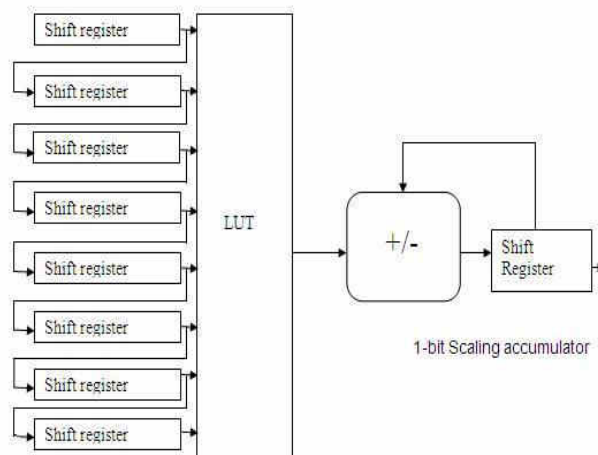 Shift register
Shift register
Shift register
Shift register
LUT
Shift register
Shift register
Shift register
Shift register
+/-
Shift
Register
1-bit Scaling accumulator